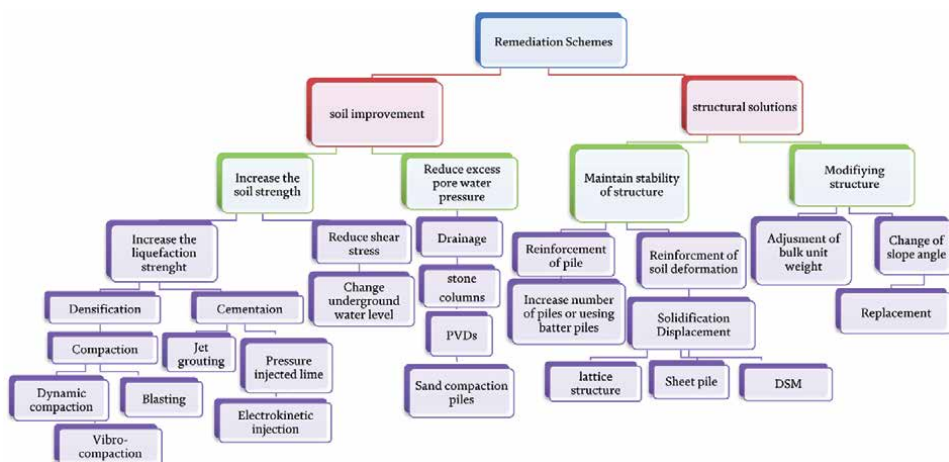 Remediation Schemes
soil improvement
structural solutions
Increase the
soil strength
Reduce excess
pore water
pressure
Maintain stability
of structure
Modifiying
structure
Increase the
liquefaction
strenght
Reduce shear
stress
Drainage
Reinforcement
of pile
Reinforcment of
soil deformation
Adjusment of
bulk unit
weight
Change of
slope angle
Densification
Cementaion
Change
underground
water level
stone
columns
Increase number
of piles or uesing
batter piles
Solidification
Displacement
Replacement
Compaction
Jet
grouting
Pressure
injected lime
PVDs
Dynamic
compaction
Blasting
Electrokinetic
injection
Sand compaction
piles
lattice
structure
Sheet pile
DSM
Vibro-
compaction